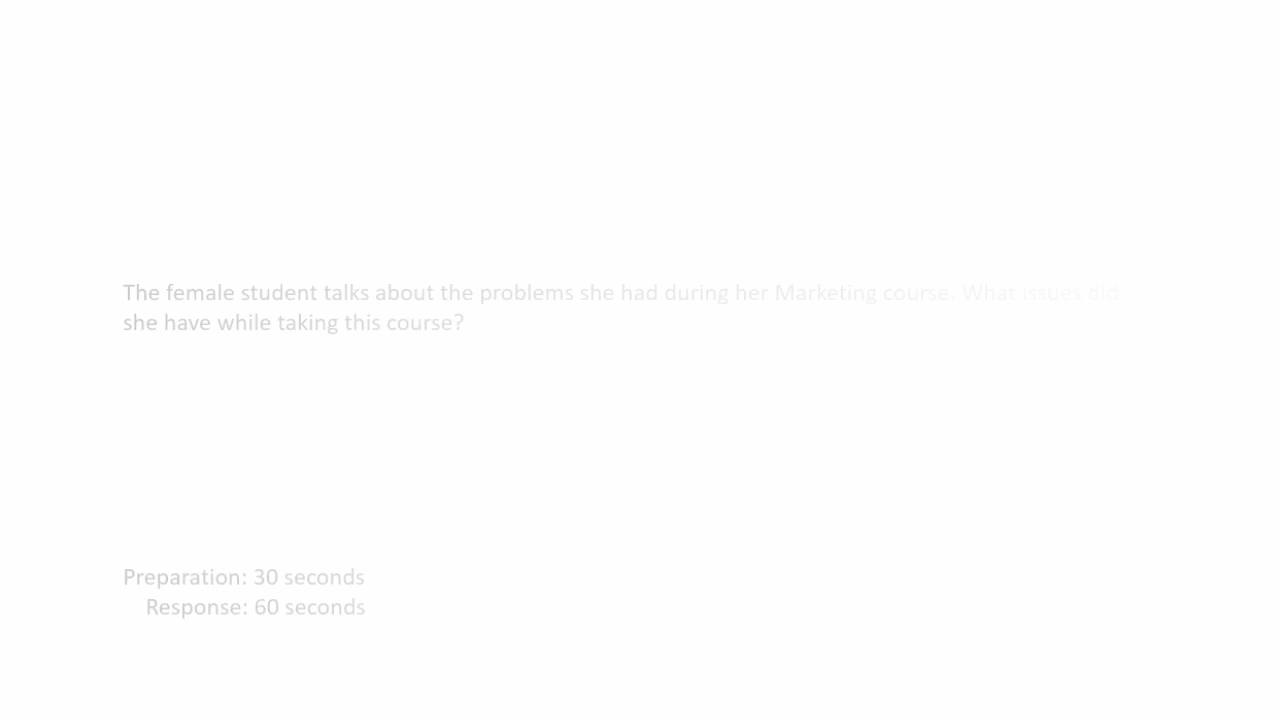 The female student talks about the problems she had during her Marketing course. What issues did
she have while taking this course?
Preparation: 30 seconds
Response: 60 seconds